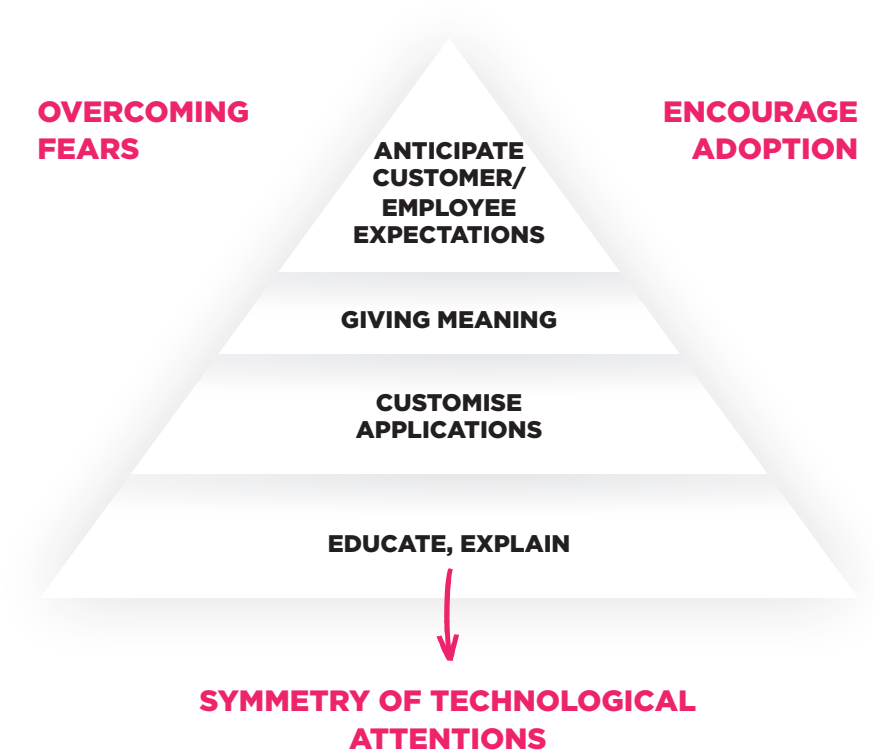 OVERCOMING
FEARS
ENCOURAGE
ADOPTION
ANTICIPATE
CUSTOMER/
EMPLOYEE
EXPECTATIONS
GIVING MEANING
CUSTOMISE
APPLICATIONS
EDUCATE, EXPLAIN
SYMMETRY OF TECHNOLOGICAL
ATTENTIONS